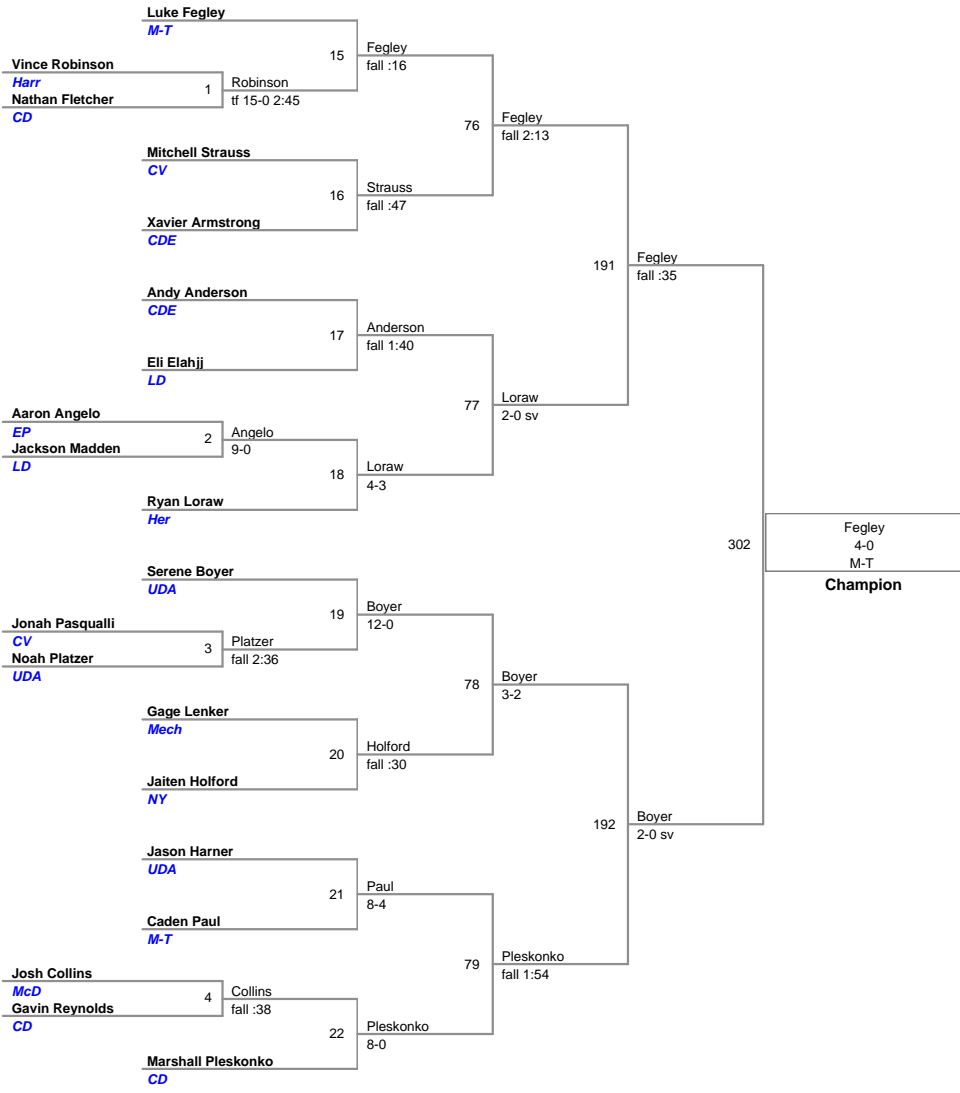 Luke Fegley
M-T
15
Fegley
fall :16
Vince Robinson
Harr
1
Robinson
tf 15-0 2:45
Nathan Fletcher
CD
76
Fegley
fall 2:13
Mitchell Strauss
CV
16
Strauss
fall :47
Xavier Armstrong
CDE
191
Fegley
fall :35
Andy Anderson
CDE
17
Anderson
fall 1:40
Eli Elahjj
LD
77
Loraw
2-0 sv
Aaron Angelo
EP
2
Angelo
9-0
Jackson Madden
LD
18
Loraw
4-3
Ryan Loraw
Her
302
Fegley
4-0
M-T
Champion
Serene Boyer
UDA
19
Boyer
12-0
Jonah Pasqualli
CV
3
Platzer
fall 2:36
Noah Platzer
UDA
78
Boyer
3-2
Gage Lenker
Mech
20
Holford
fall :30
Jaiten Holford
NY
192
Boyer
2-0 sv
Jason Harner
UDA
21
Paul
8-4
Caden Paul
M-T
79
Pleskonko
fall 1:54
Josh Collins
McD
4
Collins
fall :38
Gavin Reynolds
CD
22
Pleskonko
8-0
Marshall Pleskonko
CD